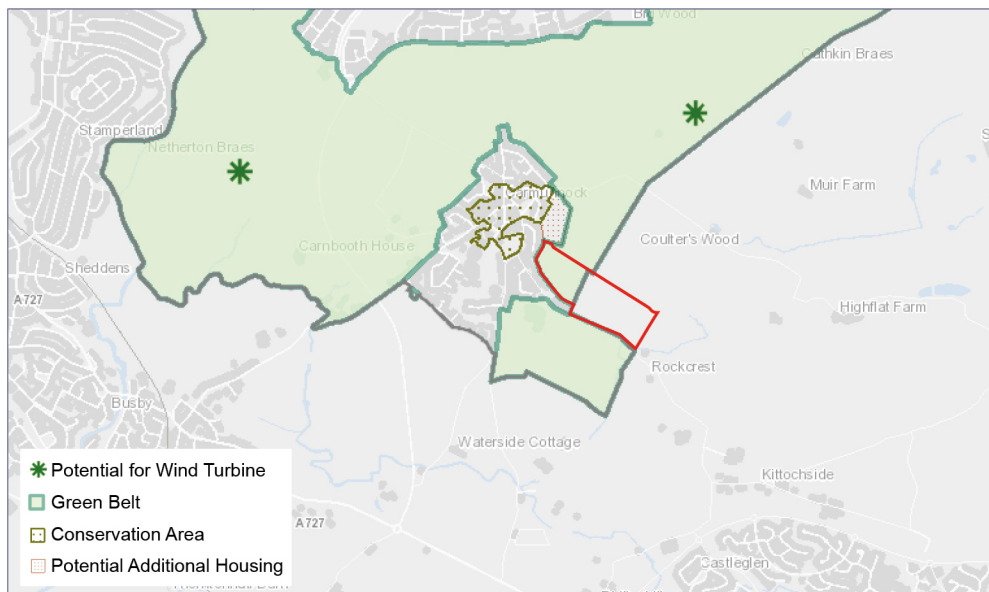 Big Wood
Cathkin Braes
Stamperland
Netherton Braes
Muir Farm
Carnbooth House
Coulter's Wood
Sheddens
A727
Highflat Farm
Rockcrest
Busby
Waterside Cottage
Kittochside
A727
Castleglen
Potential for Wind Turbine
Green Belt
Conservation Area
Potential Additional Housing